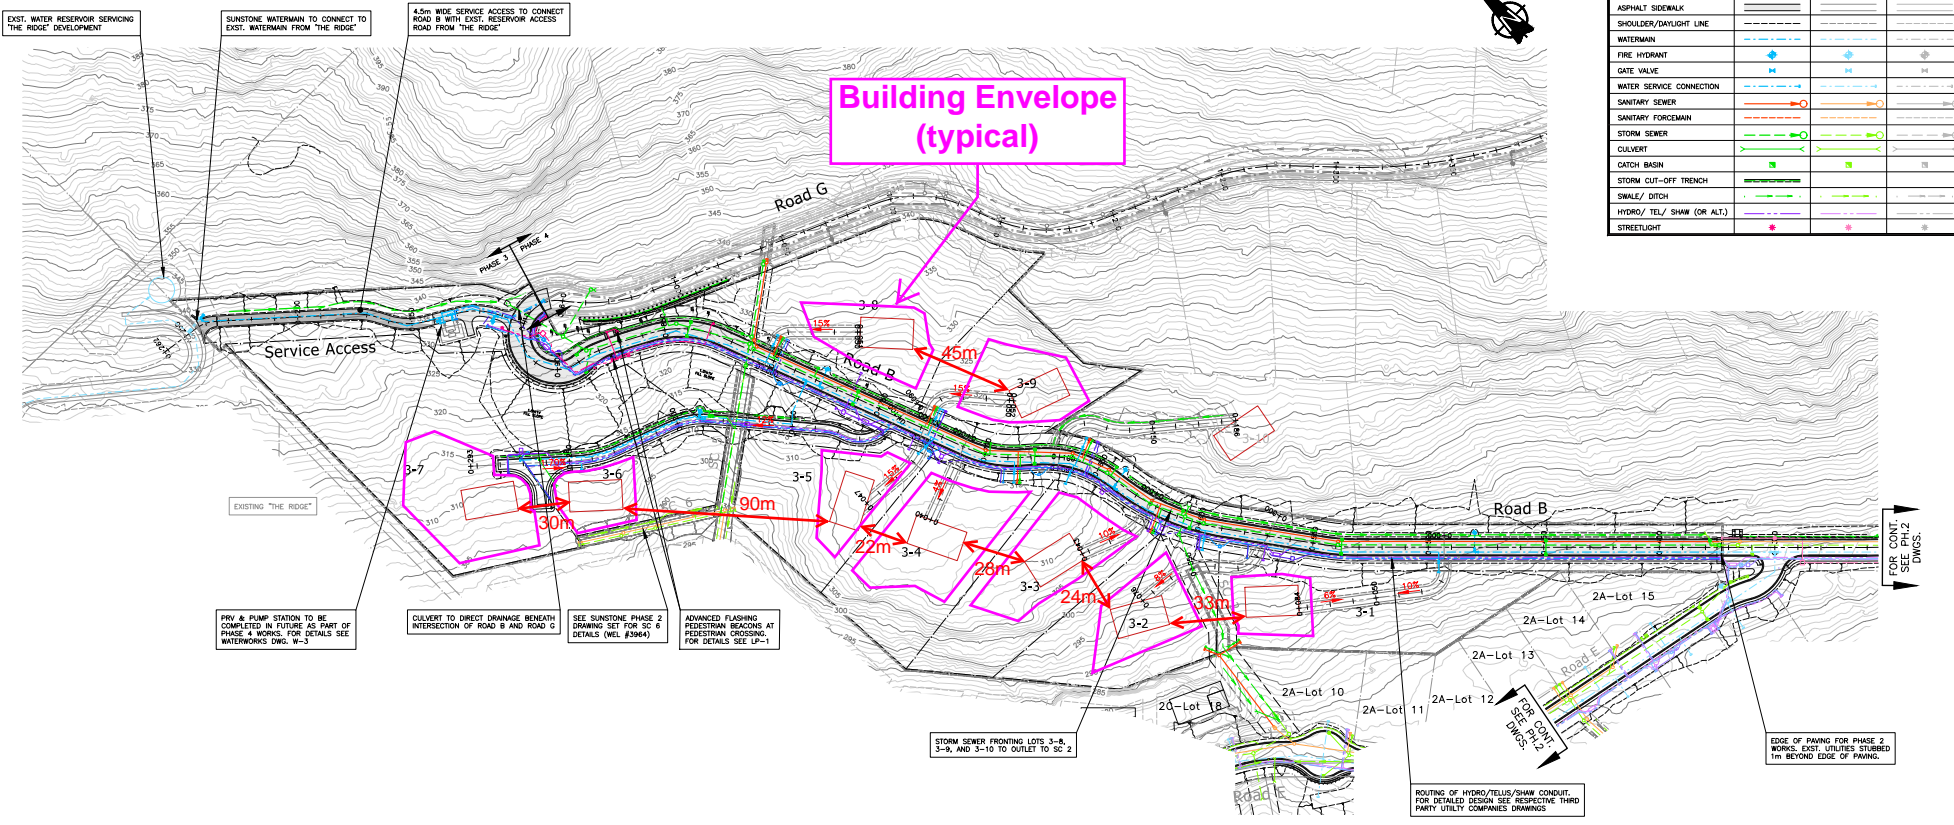 EXST. WATER RESERVOIR SERVICING
"THE RIDGE" DEVELOPMENT
SUNSTONE WATERMAIN TO CONNECT TO
EXST. WATERMAIN FROM "THE RIDGE"
4.5m WIDE SERVICE ACCESS TO CONNECT
ROAD B WITH EXST. RESERVOIR ACCESS
ROAD FROM "THE RIDGE"
ASPHALT SIDEWALK
SHOULDER/DAYLIGHT LINE
WATERMAIN
FIRE HYDRANT
GATE VALVE
WATER SERVICE CONNECTION
SANITARY SEWER
SANITARY FORCEMAIN
STORM SEWER
CULVERT
CATCH BASIN
STORM CUT-OFF TRENCH
SWALE/ DITCH
HYDRO/ TEL/ SHAW (OR ALT.)
STREETLIGHT
Building Envelope
(typical)
Road G
PHASE 3
PHASE 4
Service Access
Road B
3-8
15%
45m
3-9
15%
3-10
3-7
3-6
3-5
EXISTING "THE RIDGE"
30m
90m
15%
22m
3-4
28m
3-3
10%
24m
3-2
33m
3-1
6%
10%
Road B
2A-Lot 15
2A-Lot 14
2A-Lot 13
2A-Lot 12
2A-Lot 11
2A-Lot 10
2C-Lot 18
Road E
Road E
FOR CONT.
SEE PH.2
DWGS.
FOR CONT.
SEE PH.2
DWGS.
PRV & PUMP STATION TO BE
COMPLETED IN FUTURE AS PART OF
PHASE 4 WORKS. FOR DETAILS SEE
WATERWORKS DWG. W-3
CULVERT TO DIRECT DRAINAGE BENEATH
INTERSECTION OF ROAD B AND ROAD G
SEE SUNSTONE PHASE 2
DRAWING SET FOR SC 6
DETAILS (WEL #3964)
ADVANCED FLASHING
PEDESTRIAN BEACONS AT
PEDESTRIAN CROSSING.
FOR DETAILS SEE LP-1
STORM SEWER FRONTING LOTS 3-8,
3-9, AND 3-10 TO OUTLET TO SC 2
ROUTING OF HYDRO/TELUS/SHAW CONDUIT.
FOR DETAILED DESIGN SEE RESPECTIVE THIRD
PARTY UTILITY COMPANIES DRAWINGS
EDGE OF PAVING FOR PHASE 2
WORKS. EXST. UTILITIES STUBBED
1m BEYOND EDGE OF PAVING.